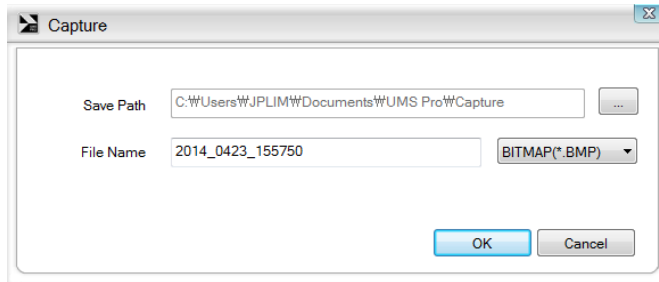 Capture
Save Path C:₩Users₩JPLIM₩Documents₩UMS Pro₩Capture ...
File Name 2014_0423_155750 BITMAP(*.BMP)
OK Cancel